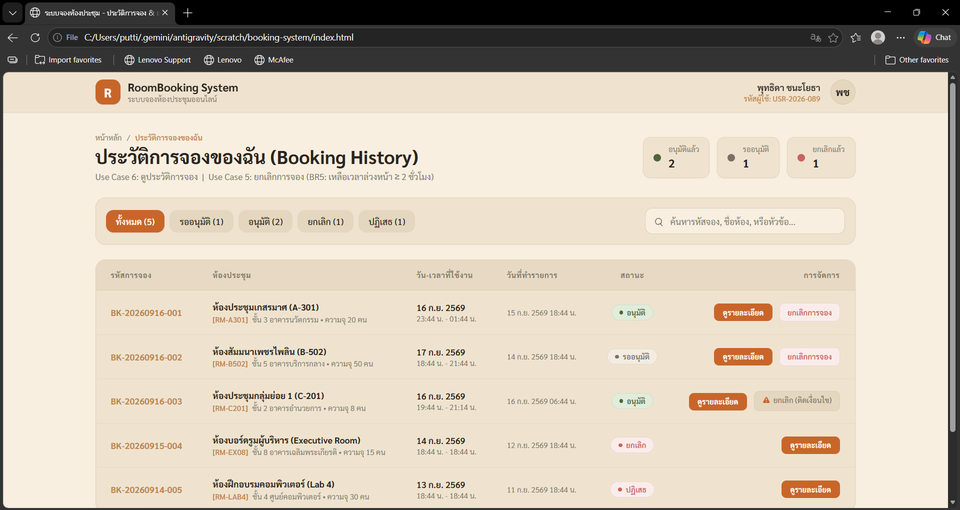 ระบบจองห้องประชุม - ประวัติการจอง &
File C:/Users/putti/.gemini/antigravity/scratch/booking-system/index.html
Chat
Import favorites
Lenovo Support
Lenovo
McAfee
Other favorites
R
RoomBooking System
ระบบจองห้องประชุมออนไลน์
พุทธิดา ชนะโยธา
รหัสผู้ใช้: USR-2026-089
พช
หน้าหลัก / ประวัติการจองของฉัน
ประวัติการจองของฉัน (Booking History)
Use Case 6: ดูประวัติการจอง | Use Case 5: ยกเลิกการจอง (BR5: เหลือเวลาล่วงหน้า ≥ 2 ชั่วโมง)
อนุมัติแล้ว
2
รออนุมัติ
1
ยกเลิกแล้ว
1
ทั้งหมด (5)
รออนุมัติ (1)
อนุมัติ (2)
ยกเลิก (1)
ปฏิเสธ (1)
ค้นหารหัสจอง, ชื่อห้อง, หรือหัวข้อ...
รหัสการจอง ห้องประชุม วัน-เวลาที่ใช้งาน วันที่ทำรายการ สถานะ การจัดการ
BK-20260916-001
ห้องประชุมเกสรมาศ (A-301)
[RM-A301] ชั้น 3 อาคารนวัตกรรม • ความจุ 20 คน
16 ก.ย. 2569
23:44 น. - 01:44 น.
15 ก.ย. 2569 18:44 น.
อนุมัติ
ดูรายละเอียด
ยกเลิกการจอง
BK-20260916-002
ห้องสัมมนาเพชรไพลิน (B-502)
[RM-B502] ชั้น 5 อาคารบริการกลาง • ความจุ 50 คน
17 ก.ย. 2569
18:44 น. - 21:44 น.
14 ก.ย. 2569 18:44 น.
รออนุมัติ
ดูรายละเอียด
ยกเลิกการจอง
BK-20260916-003
ห้องประชุมกลุ่มย่อย 1 (C-201)
[RM-C201] ชั้น 2 อาคารอำนวยการ • ความจุ 8 คน
16 ก.ย. 2569
19:44 น. - 21:14 น.
16 ก.ย. 2569 06:44 น.
อนุมัติ
ดูรายละเอียด
ยกเลิก (ติดเงื่อนไข)
BK-20260915-004
ห้องบอร์ดรูมผู้บริหาร (Executive Room)
[RM-EX08] ชั้น 8 อาคารเฉลิมพระเกียรติ • ความจุ 15 คน
14 ก.ย. 2569
18:44 น. - 18:44 น.
12 ก.ย. 2569 18:44 น.
ยกเลิก
ดูรายละเอียด
BK-20260914-005
ห้องฝึกอบรมคอมพิวเตอร์ (Lab 4)
[RM-LAB4] ชั้น 4 ศูนย์คอมพิวเตอร์ • ความจุ 30 คน
13 ก.ย. 2569
18:44 น. - 18:44 น.
11 ก.ย. 2569 18:44 น.
ปฏิเสธ
ดูรายละเอียด